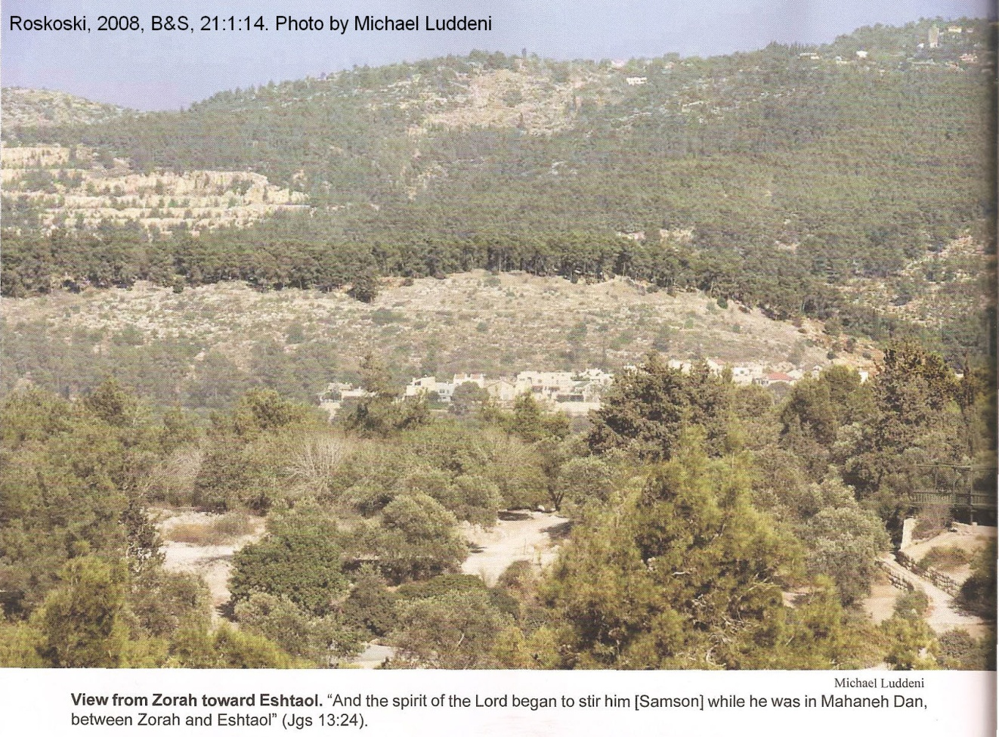 Roskoski, 2008, B&S, 21:1:14. Photo by Michael Luddeni
Michael Luddeni
View from Zorah toward Eshtaol. “And the spirit of the Lord began to stir him [Samson] while he was in Mahaneh Dan,
between Zorah and Eshtaol” (Jgs 13:24).